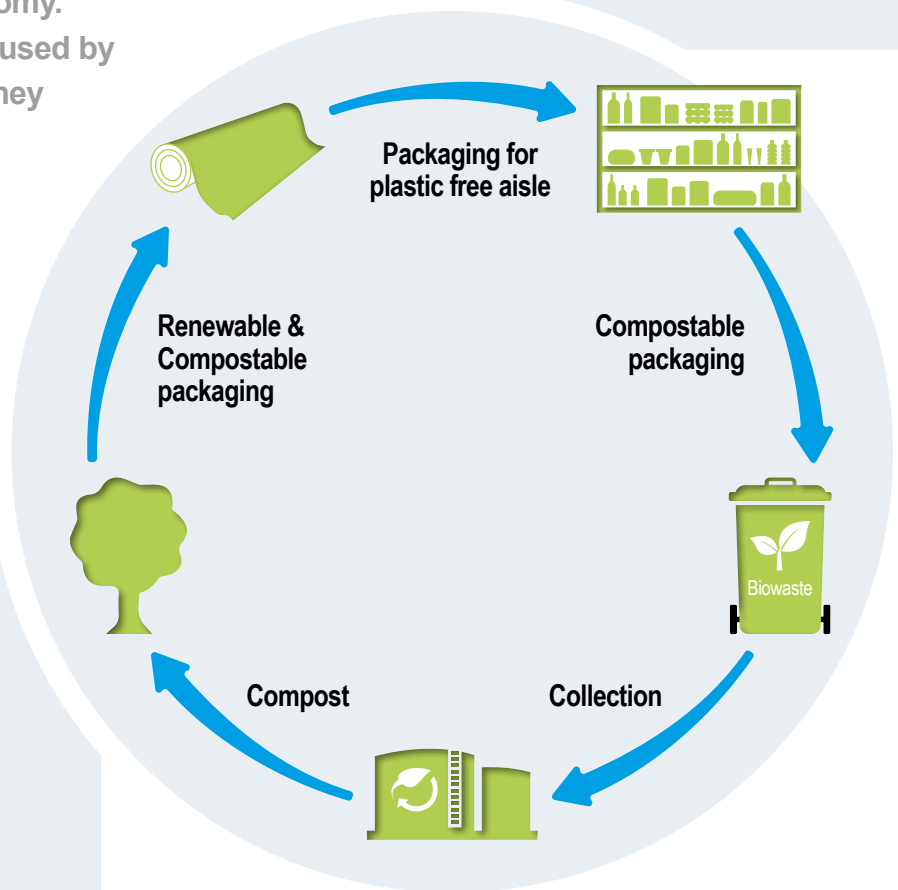 omy.
used by
hey
Packaging for
plastic free aisle
Renewable &
Compostable
packaging
Compostable
packaging
Biowaste
Compost
Collection